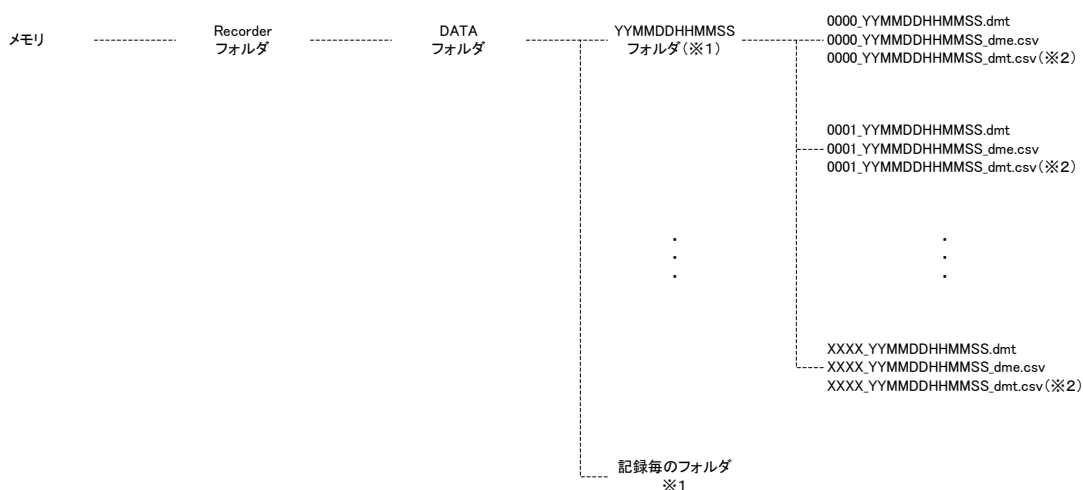 メモリ
Recorder
フォルダ
DATA
フォルダ
YYMMDDHHMMSS
フォルダ(※1)
0000_YYMMDDHHMMSS.dmt
0000_YYMMDDHHMMSS_dme.csv
0000_YYMMDDHHMMSS_dmt.csv(※2)
0001_YYMMDDHHMMSS.dmt
0001_YYMMDDHHMMSS_dme.csv
0001_YYMMDDHHMMSS_dmt.csv(※2)
XXXX_YYMMDDHHMMSS.dmt
XXXX_YYMMDDHHMMSS_dme.csv
XXXX_YYMMDDHHMMSS_dmt.csv(※2)
記録毎のフォルダ
※1